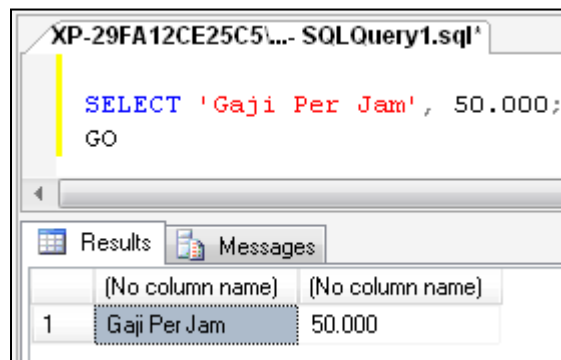 XP-29FA12CE25C5\...- SQLQuery1.sql*
SELECT 'Gaji Per Jam', 50.000;
GO
Results Messages
(No column name) (No column name)
1 Gaji Per Jam 50.000